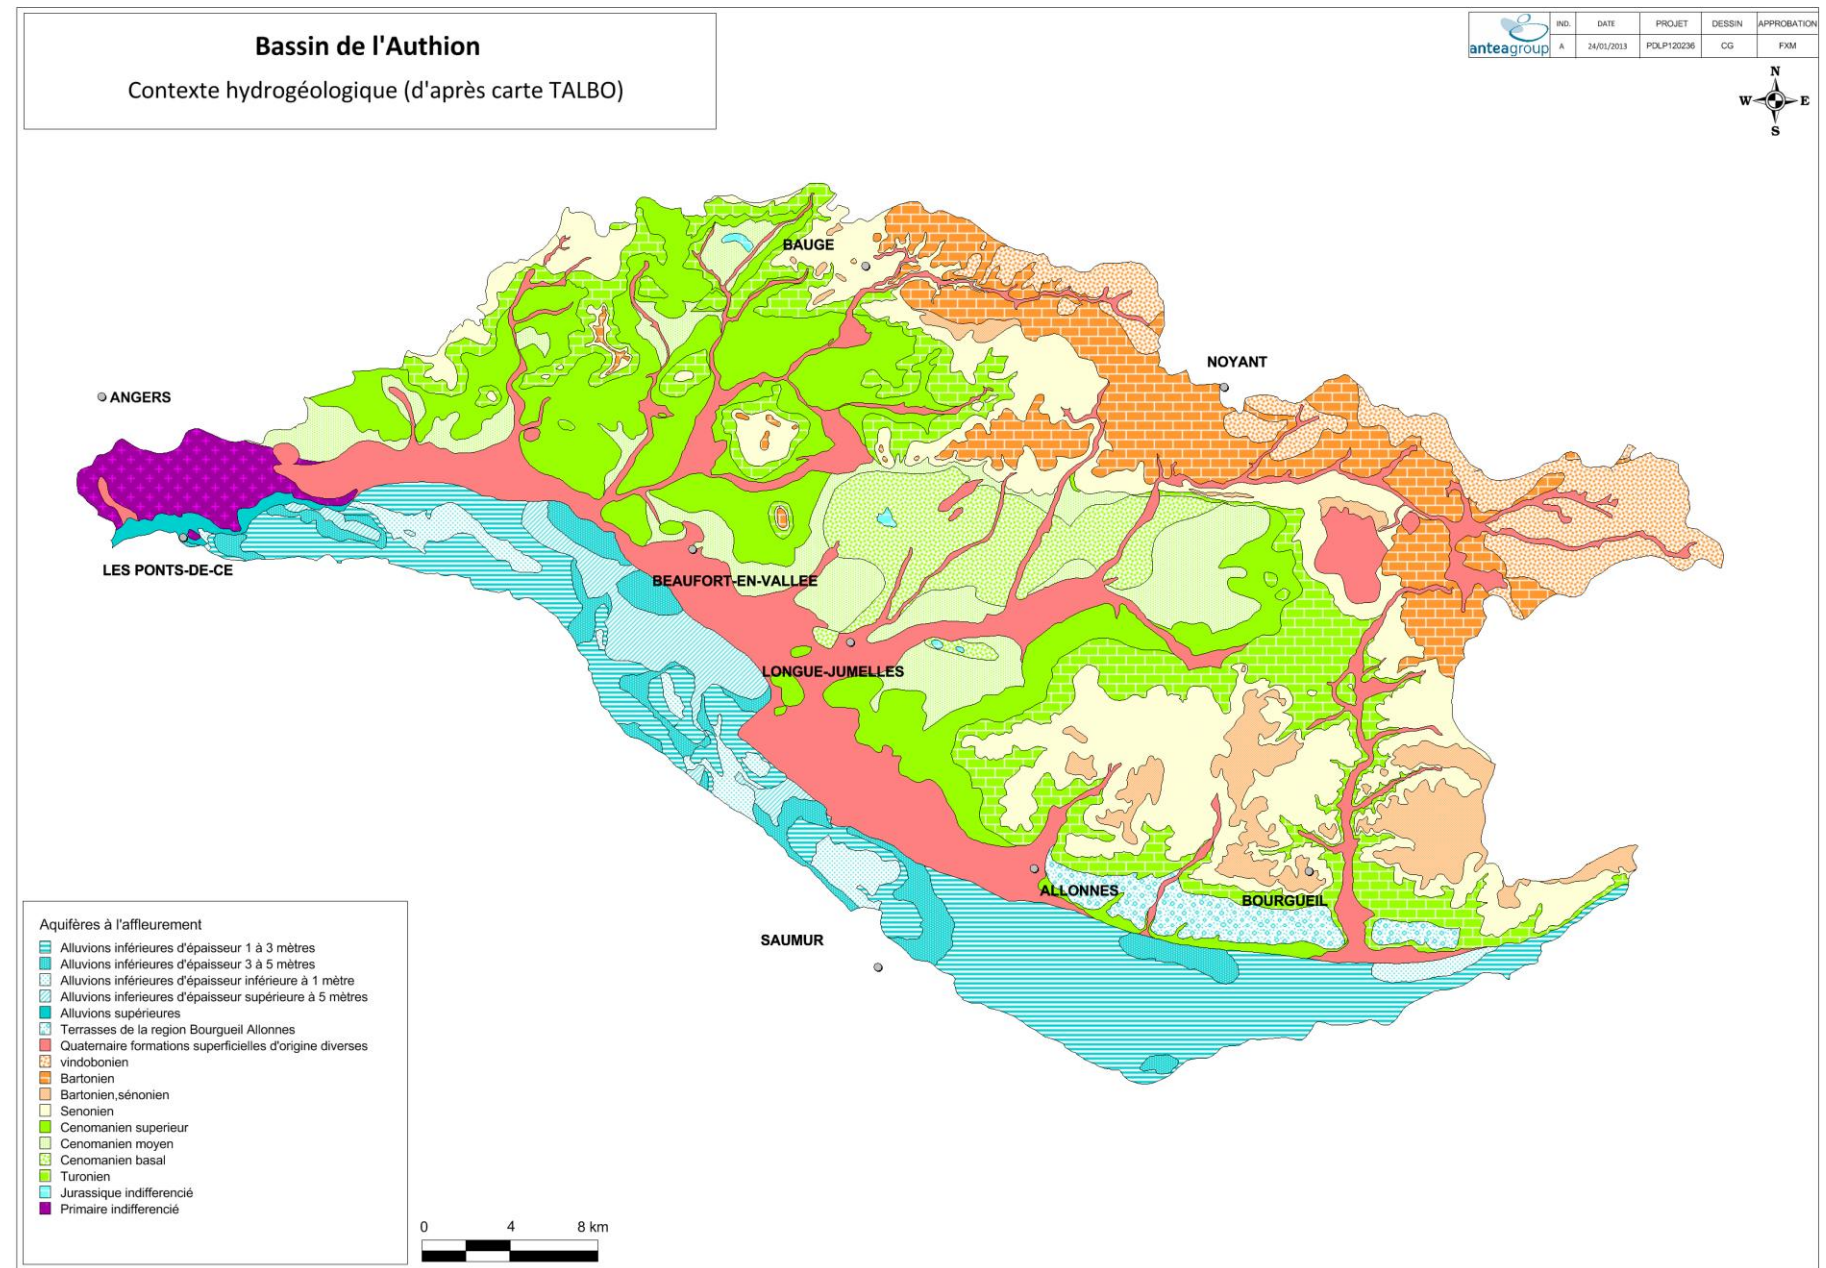 Bassin de l'Authion
Contexte hydrogéologique (d'après carte TALBO)
anteagroup
IND. DATE PROJET DESSIN APPROBATION
A 24/01/2013 PDLP120236 CG FXM
N
W E
S
BAUGE
NOYANT
ANGERS
LES PONTS-DE-CE
BEAUFORT-EN-VALLEE
LONGUE-JUMELLES
ALLONNES
BOURGUEIL
SAUMUR
Aquifères à l'affleurement
Alluvions inférieures d'épaisseur 1 à 3 mètres
Alluvions inférieures d'épaisseur 3 à 5 mètres
Alluvions inférieures d'épaisseur inférieure à 1 mètre
Alluvions inferieures d'épaisseur supérieure à 5 mètres
Alluvions supérieures
Terrasses de la region Bourgueil Allonnes
Quaternaire formations superficielles d'origine diverses
vindobonien
Bartonien
Bartonien,sénonien
Senonien
Cenomanien superieur
Cenomanien moyen
Cenomanien basal
Turonien
Jurassique indifferencié
Primaire indifferencié
0 4 8 km